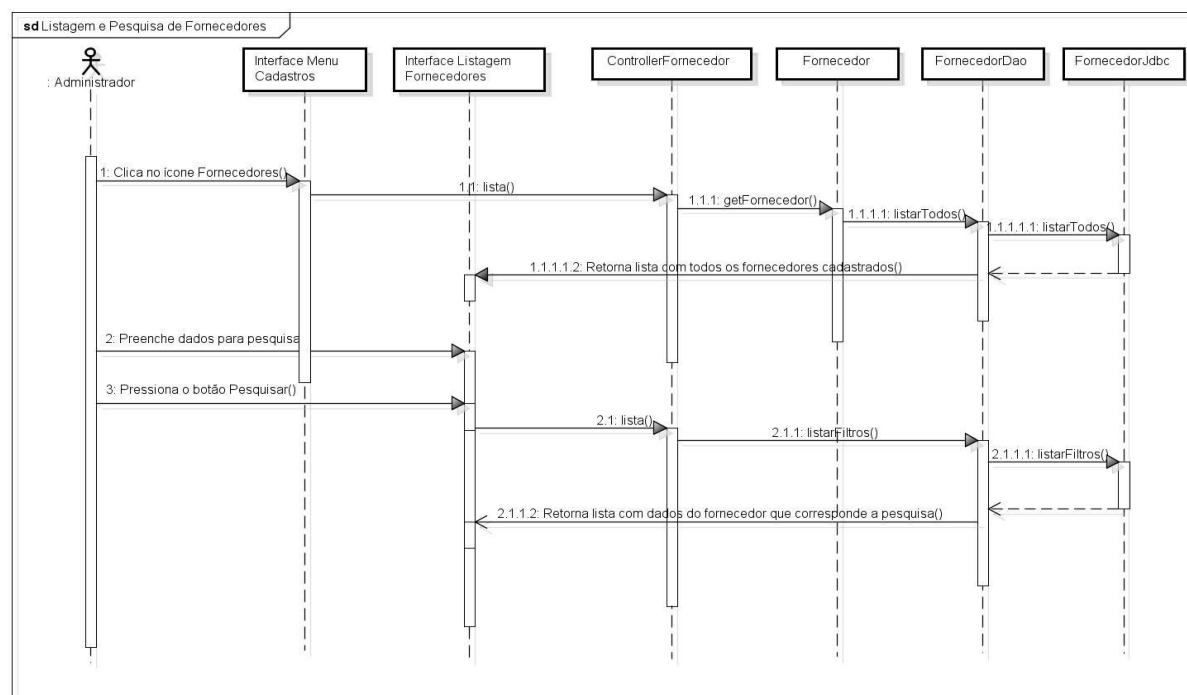 sd Listagem e Pesquisa de Fornecedores
: Administrador
Interface Menu
Cadastros
Interface Listagem
Fornecedores
ControllerFornecedor
Fornecedor
FornecedorDao
FornecedorJdbc
1: Clica no ícone Fornecedores()
1.1: lista()
1.1.1: getFornecedor()
1.1.1.1: listarTodos()
1.1.1.1.1: listarTodos()
1.1.1.1.2: Retorna lista com todos os fornecedores cadastrados()
2: Preenche dados para pesquisa
3: Pressiona o botão Pesquisar()
2.1: lista()
2.1.1: listarFiltros()
2.1.1.1: listarFiltros()
2.1.1.2: Retorna lista com dados do fornecedor que corresponde a pesquisa()